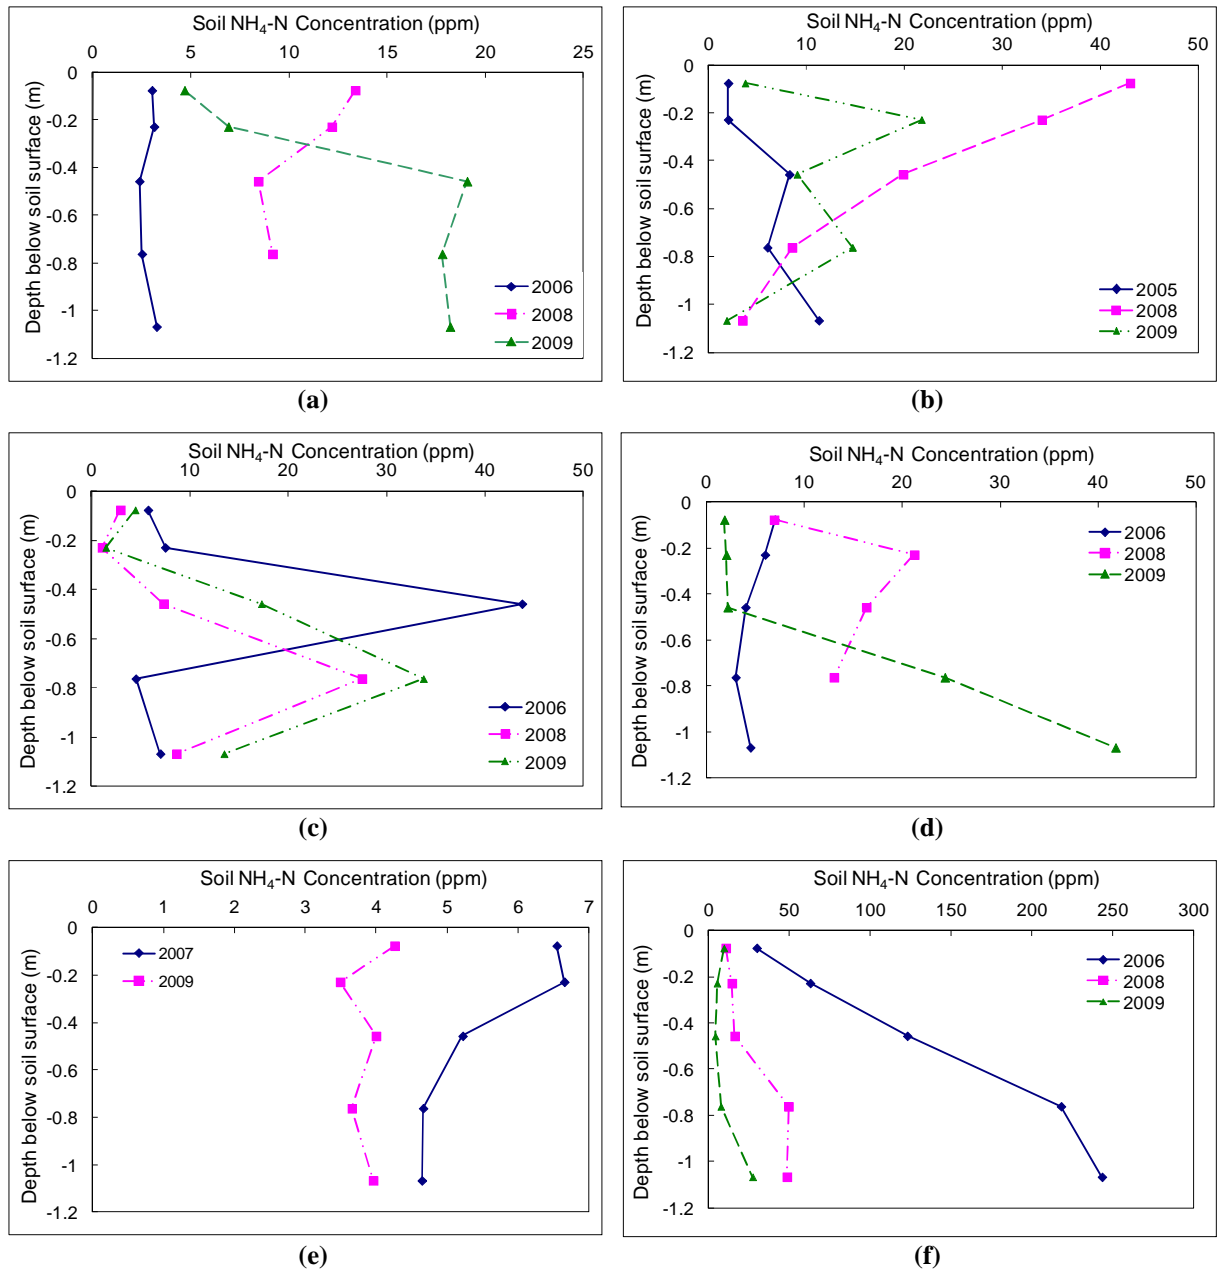 Soil NH₄-N Concentration (ppm)
0 5 10 15 20 25
0
-0.2
-0.4
-0.6
-0.8
-1
-1.2
Depth below soil surface (m)
2006
2008
2009
(a)
Soil NH₄-N Concentration (ppm)
0 10 20 30 40 50
0
-0.2
-0.4
-0.6
-0.8
-1
-1.2
Depth below soil surface (m)
2005
2008
2009
(b)
Soil NH₄-N Concentration (ppm)
0 10 20 30 40 50
0
-0.2
-0.4
-0.6
-0.8
-1
-1.2
Depth below soil surface (m)
2006
2008
2009
(c)
Soil NH₄-N Concentration (ppm)
0 10 20 30 40 50
0
-0.2
-0.4
-0.6
-0.8
-1
-1.2
Depth below soil surface (m)
2006
2008
2009
(d)
Soil NH₄-N Concentration (ppm)
0 1 2 3 4 5 6 7
0
-0.2
-0.4
-0.6
-0.8
-1
-1.2
Depth below soil surface (m)
2007
2009
(e)
Soil NH₄-N Concentration (ppm)
0 50 100 150 200 250 300
0
-0.2
-0.4
-0.6
-0.8
-1
-1.2
Depth below soil surface (m)
2006
2008
2009
(f)